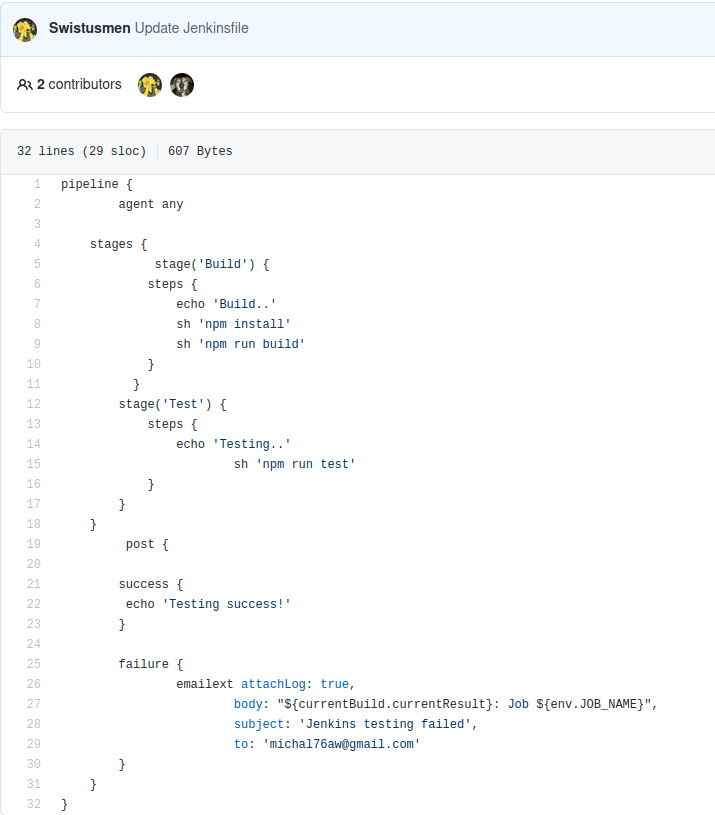 Swistusmen Update Jenkinsfile
2 contributors
32 lines (29 sloc) 607 Bytes
1 pipeline {
2         agent any
3
4     stages {
5              stage('Build') {
6             steps {
7                 echo 'Build..'
8                 sh 'npm install'
9                 sh 'npm run build'
10             }
11           }
12         stage('Test') {
13             steps {
14                 echo 'Testing..'
15                         sh 'npm run test'
16             }
17         }
18     }
19          post {
20
21         success {
22          echo 'Testing success!'
23         }
24
25         failure {
26                 emailext attachLog: true,
27                         body: "${currentBuild.currentResult}: Job ${env.JOB_NAME}",
28                         subject: 'Jenkins testing failed',
29                         to: 'michal76aw@gmail.com'
30         }
31     }
32 }